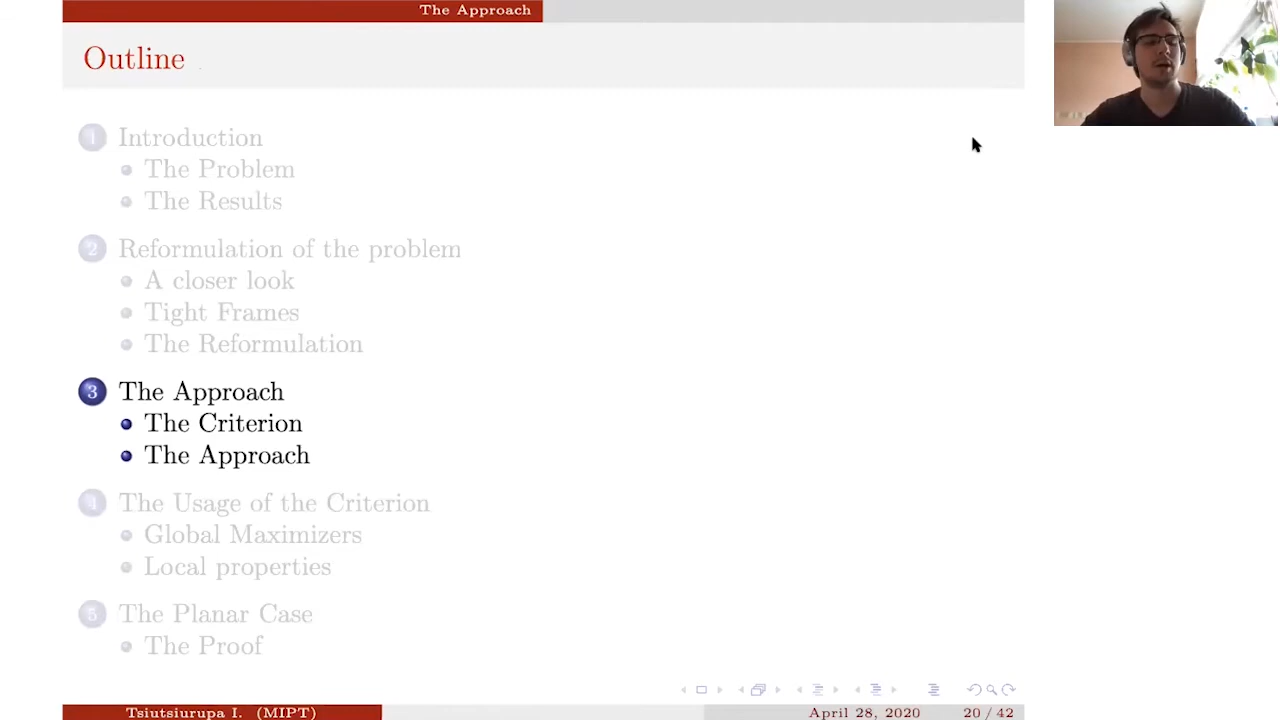 The Approach
Outline
1 Introduction
The Problem
The Results
2 Reformulation of the problem
A closer look
Tight Frames
The Reformulation
3 The Approach
The Criterion
The Approach
4 The Usage of the Criterion
Global Maximizers
Local properties
5 The Planar Case
The Proof
Tsiutsiurupa I. (MIPT) April 28, 2020 20 / 42